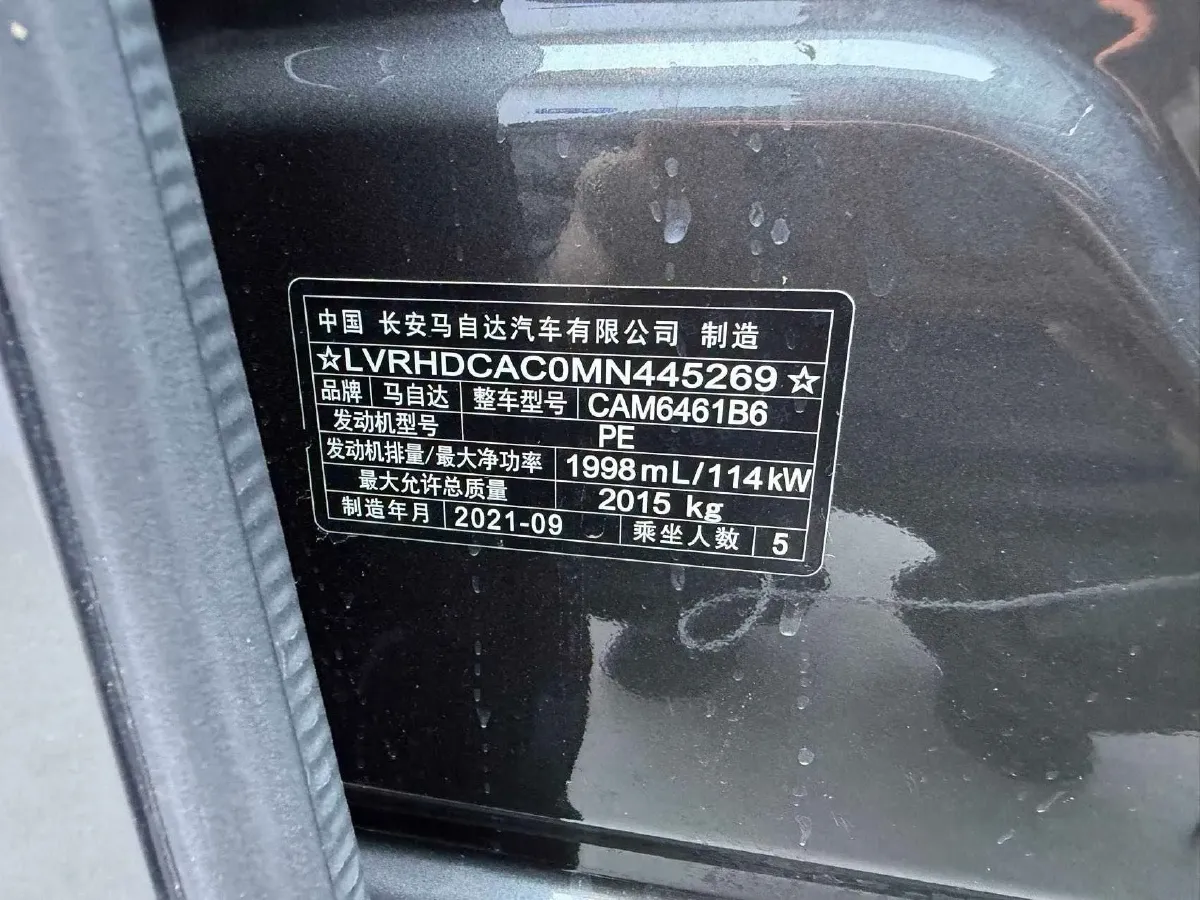 中国 长安马自达汽车有限公司 制造
☆LVRHDCAC0MN445269☆
品牌 马自达 整车型号 CAM6461B6
发动机型号 PE
发动机排量/最大净功率 1998mL/114kW
最大允许总质量 2015 kg
制造年月 2021-09 乘坐人数 5